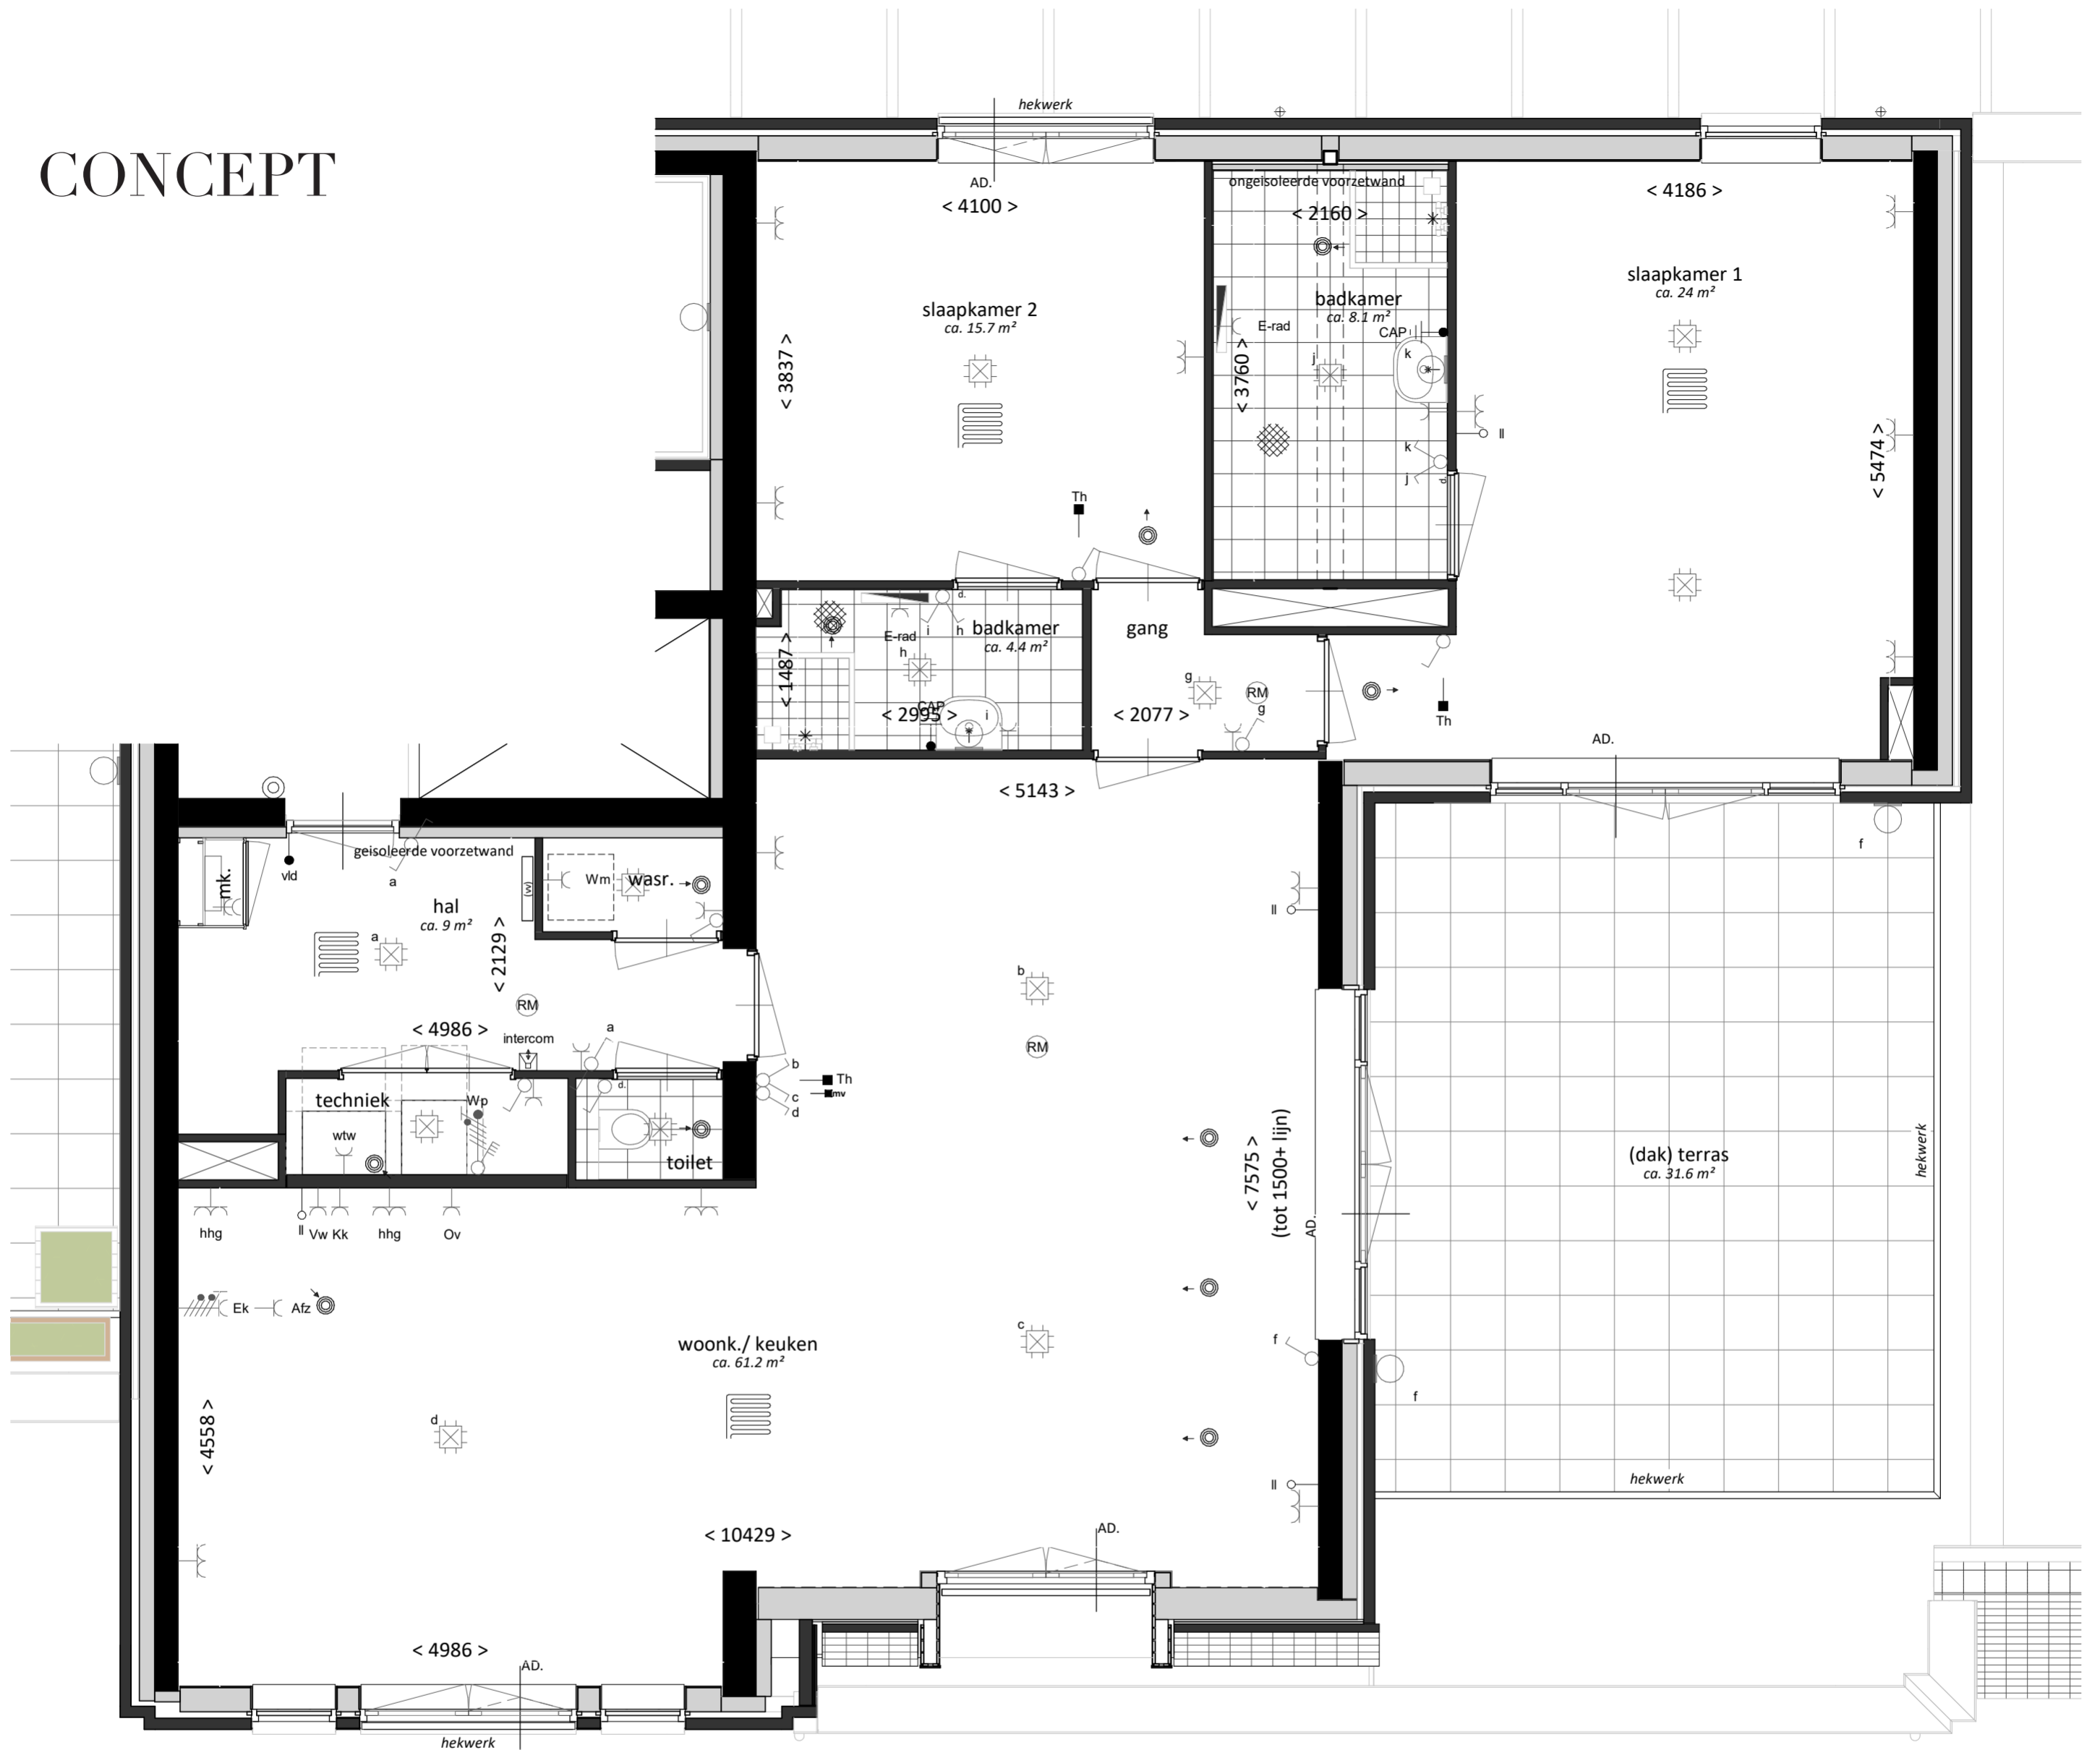 CONCEPT
hekwerk
AD.
< 4100 >
ongeisoleerde voorzetwand
< 2160 >
< 4186 >
slaapkamer 1
ca. 24 m²
slaapkamer 2
ca. 15.7 m²
badkamer
ca. 8.1 m²
E-rad
CAP
k
j
< 3837 >
< 3760 >
k
j
d.
II
< 5474 >
Th
d.
E-rad
i
h
badkamer
ca. 4.4 m²
gang
h
< 1487 >
g
RM
g
CAP
i
< 2995 >
< 2077 >
Th
AD.
< 5143 >
f
geisoleerde voorzetwand
mk.
vld
a
(w)
Wm
wasr.
hal
ca. 9 m²
II
a
< 2129 >
b
RM
RM
< 4986 >
intercom
a
b
c
d
Th
mv
d.
techniek
Wp
wtw
toilet
< 7575 >
(tot 1500+ lijn)
AD.
(dak) terras
ca. 31.6 m²
hekwerk
hhg
II
Vw
Kk
hhg
Ov
Ek
Afz
woonk./ keuken
ca. 61.2 m²
c
f
f
d
< 4558 >
hekwerk
II
< 10429 >
AD.
< 4986 >
AD.
hekwerk